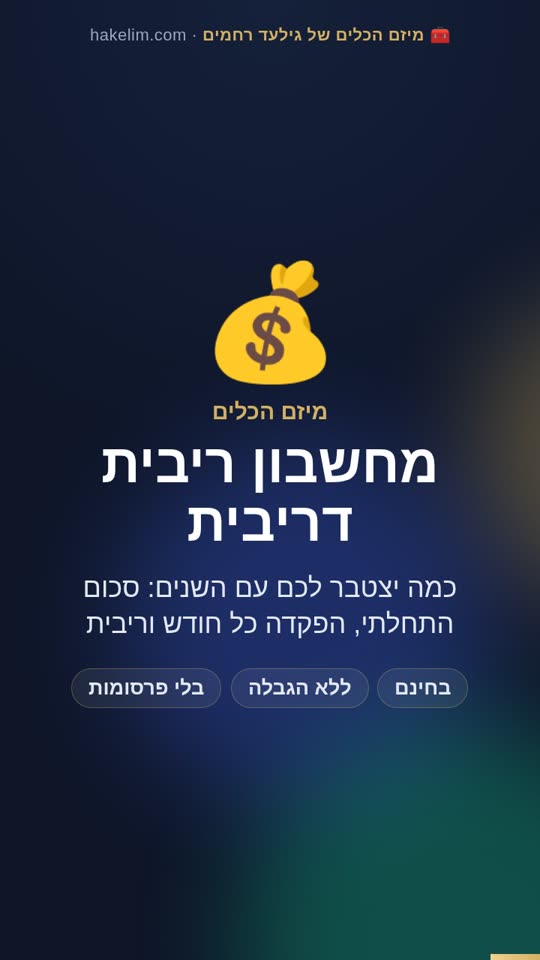 🧰 מיזם הכלים של גילעד רחמים · hakelim.com
מיזם הכלים
מחשבון ריבית
דריבית
כמה יצטבר לכם עם השנים: סכום
התחלתי, הפקדה כל חודש וריבית
בחינם
ללא הגבלה
בלי פרסומות